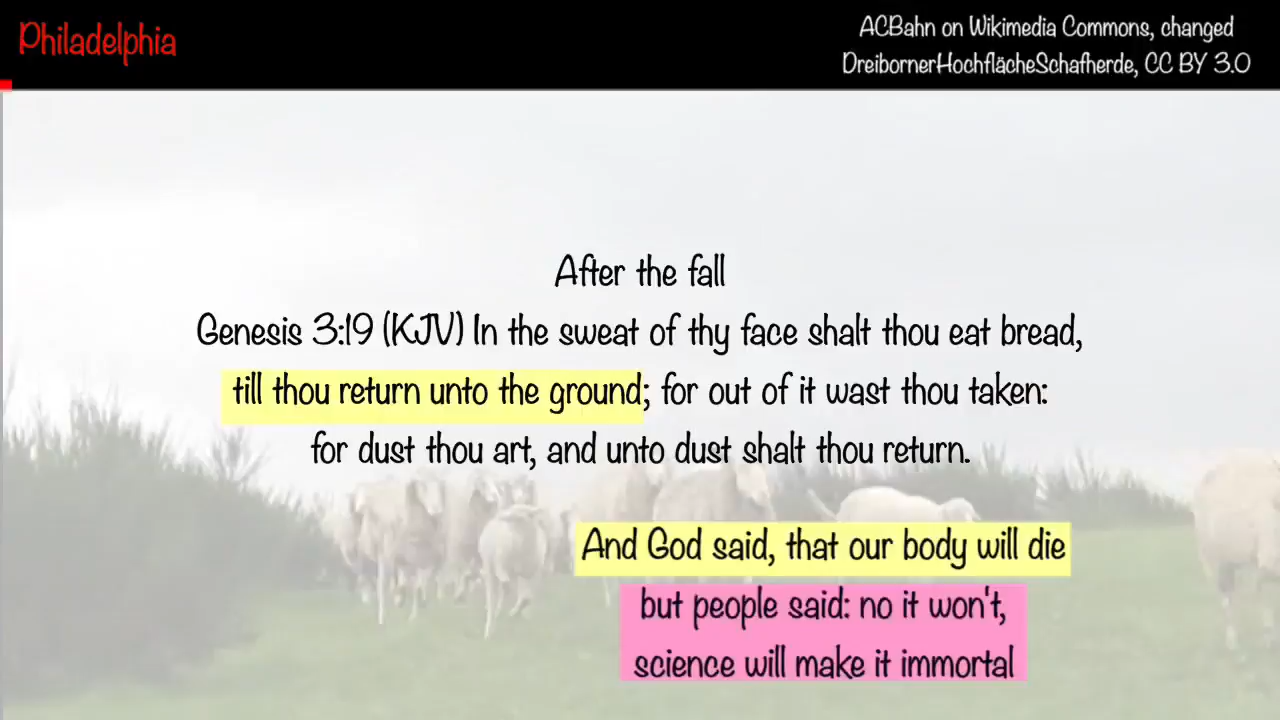 Philadelphia
ACBahn on Wikimedia Commons, changed
DreibornerHochflächeSchafherde, CC BY 3.0
After the fall
Genesis 3:19 (KJV) In the sweat of thy face shalt thou eat bread,
till thou return unto the ground; for out of it wast thou taken:
for dust thou art, and unto dust shalt thou return.
And God said, that our body will die
but people said: no it won't,
science will make it immortal